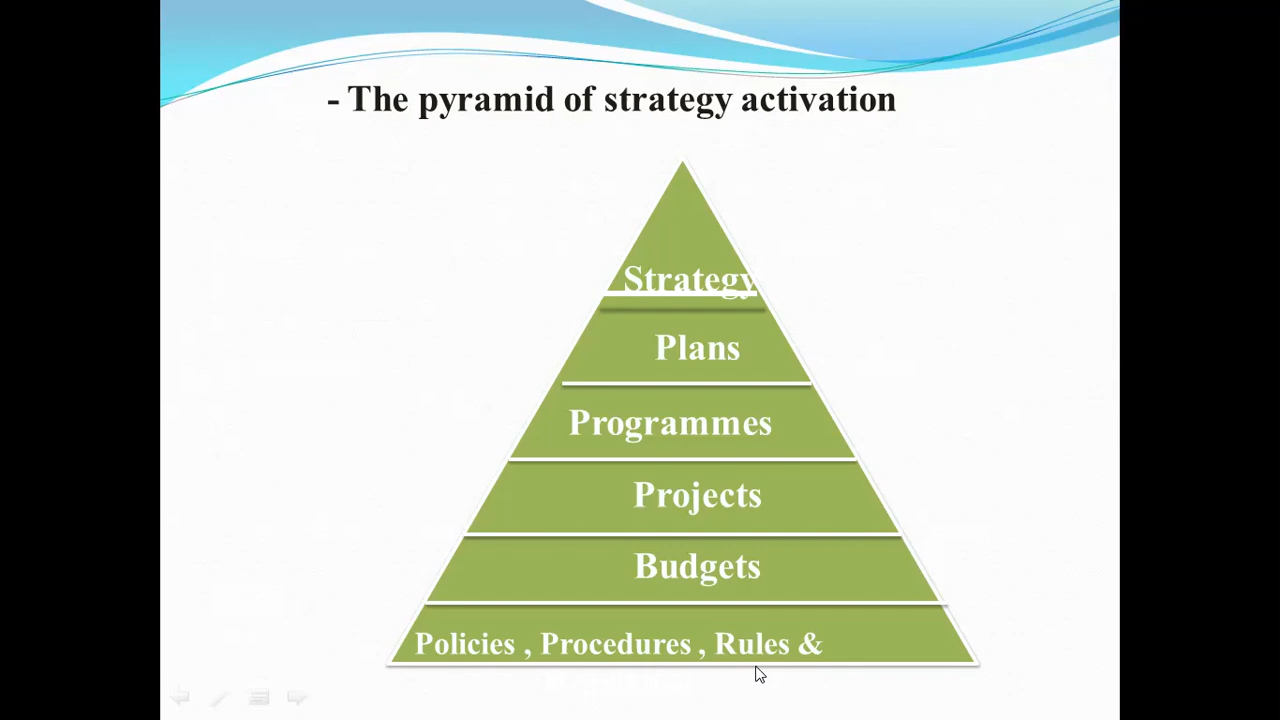 - The pyramid of strategy activation
Strategy
Plans
Programmes
Projects
Budgets
Policies , Procedures , Rules &